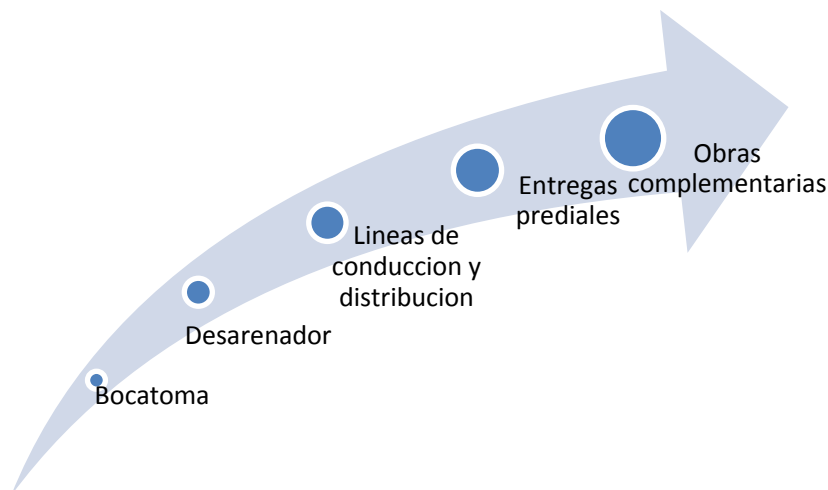 Bocatoma
Desarenador
Lineas de
conduccion y
distribucion
Entregas
prediales
Obras
complementarias